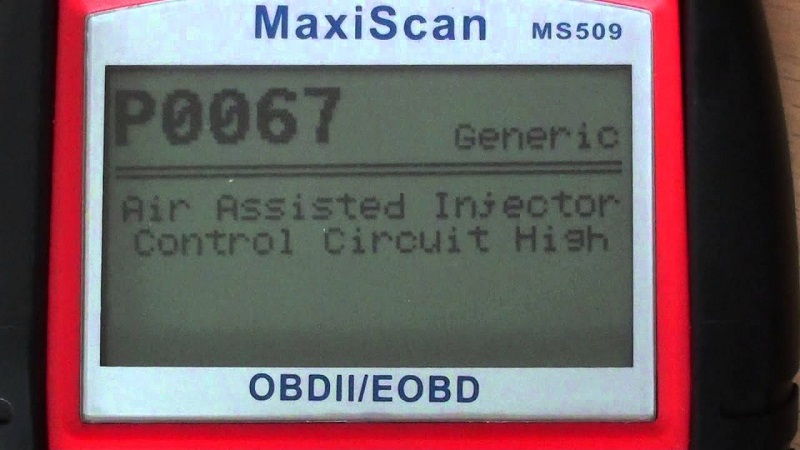 MaxiScan MS509
P0067 Generic
Air Assisted Injector
Control Circuit High
OBDII/EOBD